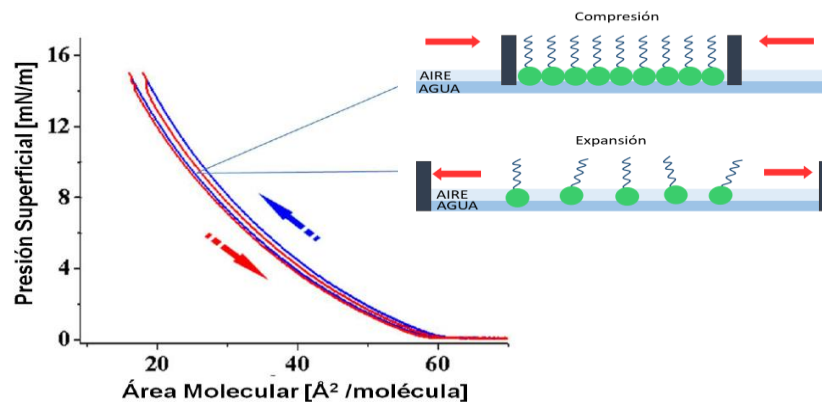 Presión Superficial [mN/m]
16
12
8
4
0
20
40
60
Área Molecular [Å² /molécula]
Compresión
AIRE
AGUA
Expansión
AIRE
AGUA